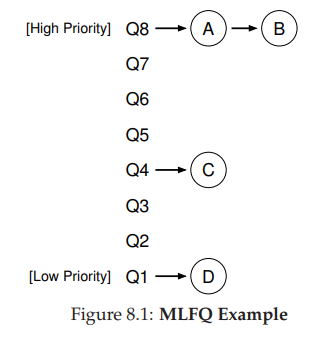 [High Priority] Q8 A B
Q7
Q6
Q5
Q4 C
Q3
Q2
[Low Priority] Q1 D
Figure 8.1: MLFQ Example